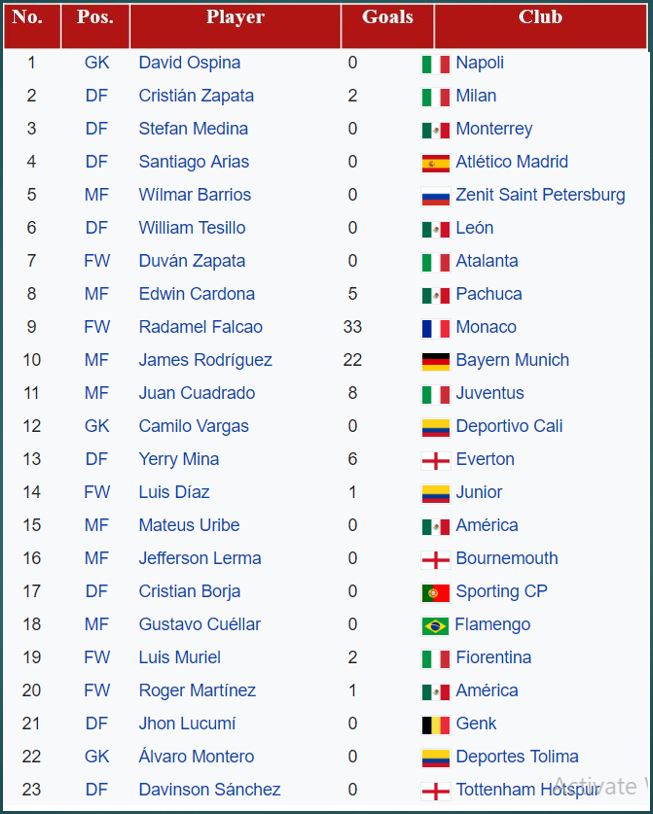 No. Pos. Player Goals Club
1 GK David Ospina 0 Napoli
2 DF Cristián Zapata 2 Milan
3 DF Stefan Medina 0 Monterrey
4 DF Santiago Arias 0 Atlético Madrid
5 MF Wílmar Barrios 0 Zenit Saint Petersburg
6 DF William Tesillo 0 León
7 FW Duván Zapata 0 Atalanta
8 MF Edwin Cardona 5 Pachuca
9 FW Radamel Falcao 33 Monaco
10 MF James Rodríguez 22 Bayern Munich
11 MF Juan Cuadrado 8 Juventus
12 GK Camilo Vargas 0 Deportivo Cali
13 DF Yerry Mina 6 Everton
14 FW Luis Díaz 1 Junior
15 MF Mateus Uribe 0 América
16 MF Jefferson Lerma 0 Bournemouth
17 DF Cristian Borja 0 Sporting CP
18 MF Gustavo Cuéllar 0 Flamengo
19 FW Luis Muriel 2 Fiorentina
20 FW Roger Martínez 1 América
21 DF Jhon Lucumí 0 Genk
22 GK Álvaro Montero 0 Deportes Tolima
23 DF Davinson Sánchez 0 Tottenham Hotspur
Activate